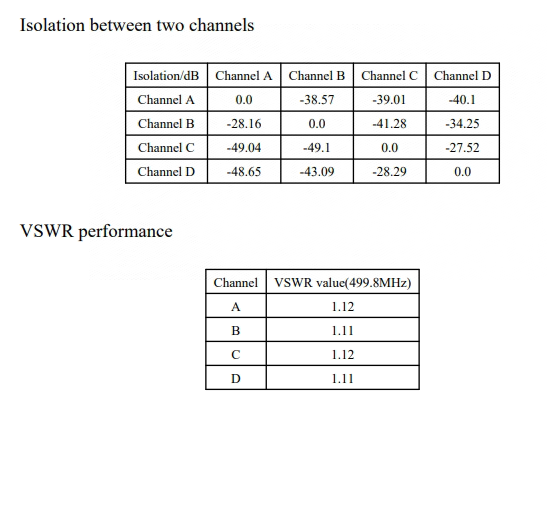 Isolation between two channels
Isolation/dB Channel A Channel B Channel C Channel D
Channel A 0.0 -38.57 -39.01 -40.1
Channel B -28.16 0.0 -41.28 -34.25
Channel C -49.04 -49.1 0.0 -27.52
Channel D -48.65 -43.09 -28.29 0.0
VSWR performance
Channel VSWR value(499.8MHz)
A 1.12
B 1.11
C 1.12
D 1.11